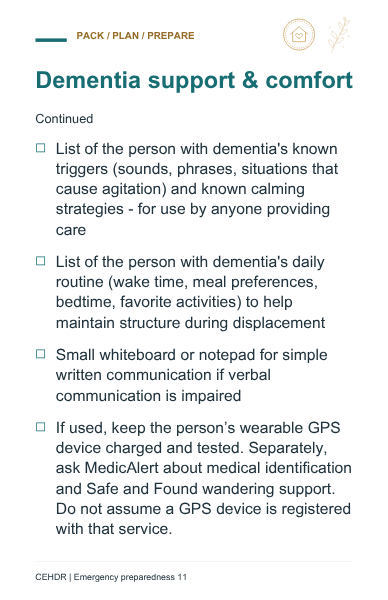 PACK / PLAN / PREPARE
Dementia support & comfort
Continued
☐ List of the person with dementia's known
triggers (sounds, phrases, situations that
cause agitation) and known calming
strategies - for use by anyone providing
care
☐ List of the person with dementia's daily
routine (wake time, meal preferences,
bedtime, favorite activities) to help
maintain structure during displacement
☐ Small whiteboard or notepad for simple
written communication if verbal
communication is impaired
☐ If used, keep the person’s wearable GPS
device charged and tested. Separately,
ask MedicAlert about medical identification
and Safe and Found wandering support.
Do not assume a GPS device is registered
with that service.
CEHDR | Emergency preparedness 11